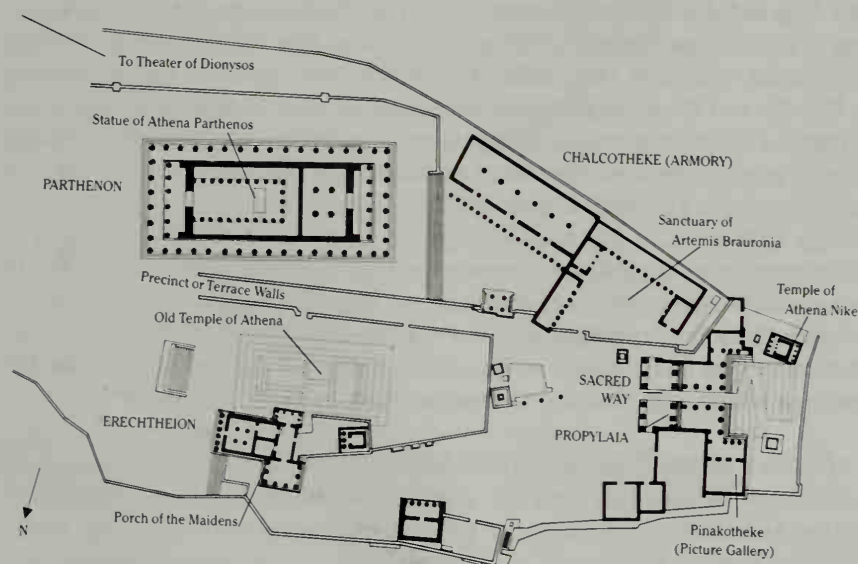 To Theater of Dionysos
Statue of Athena Parthenos
PARTHENON
CHALCOTHEKE (ARMORY)
Sanctuary of
Artemis Brauronia
Temple of
Athena Nike
Precinct or Terrace Walls
Old Temple of Athena
SACRED
WAY
ERECHTHEION
PROPYLAIA
Porch of the Maidens
N
Pinakotheke
(Picture Gallery)